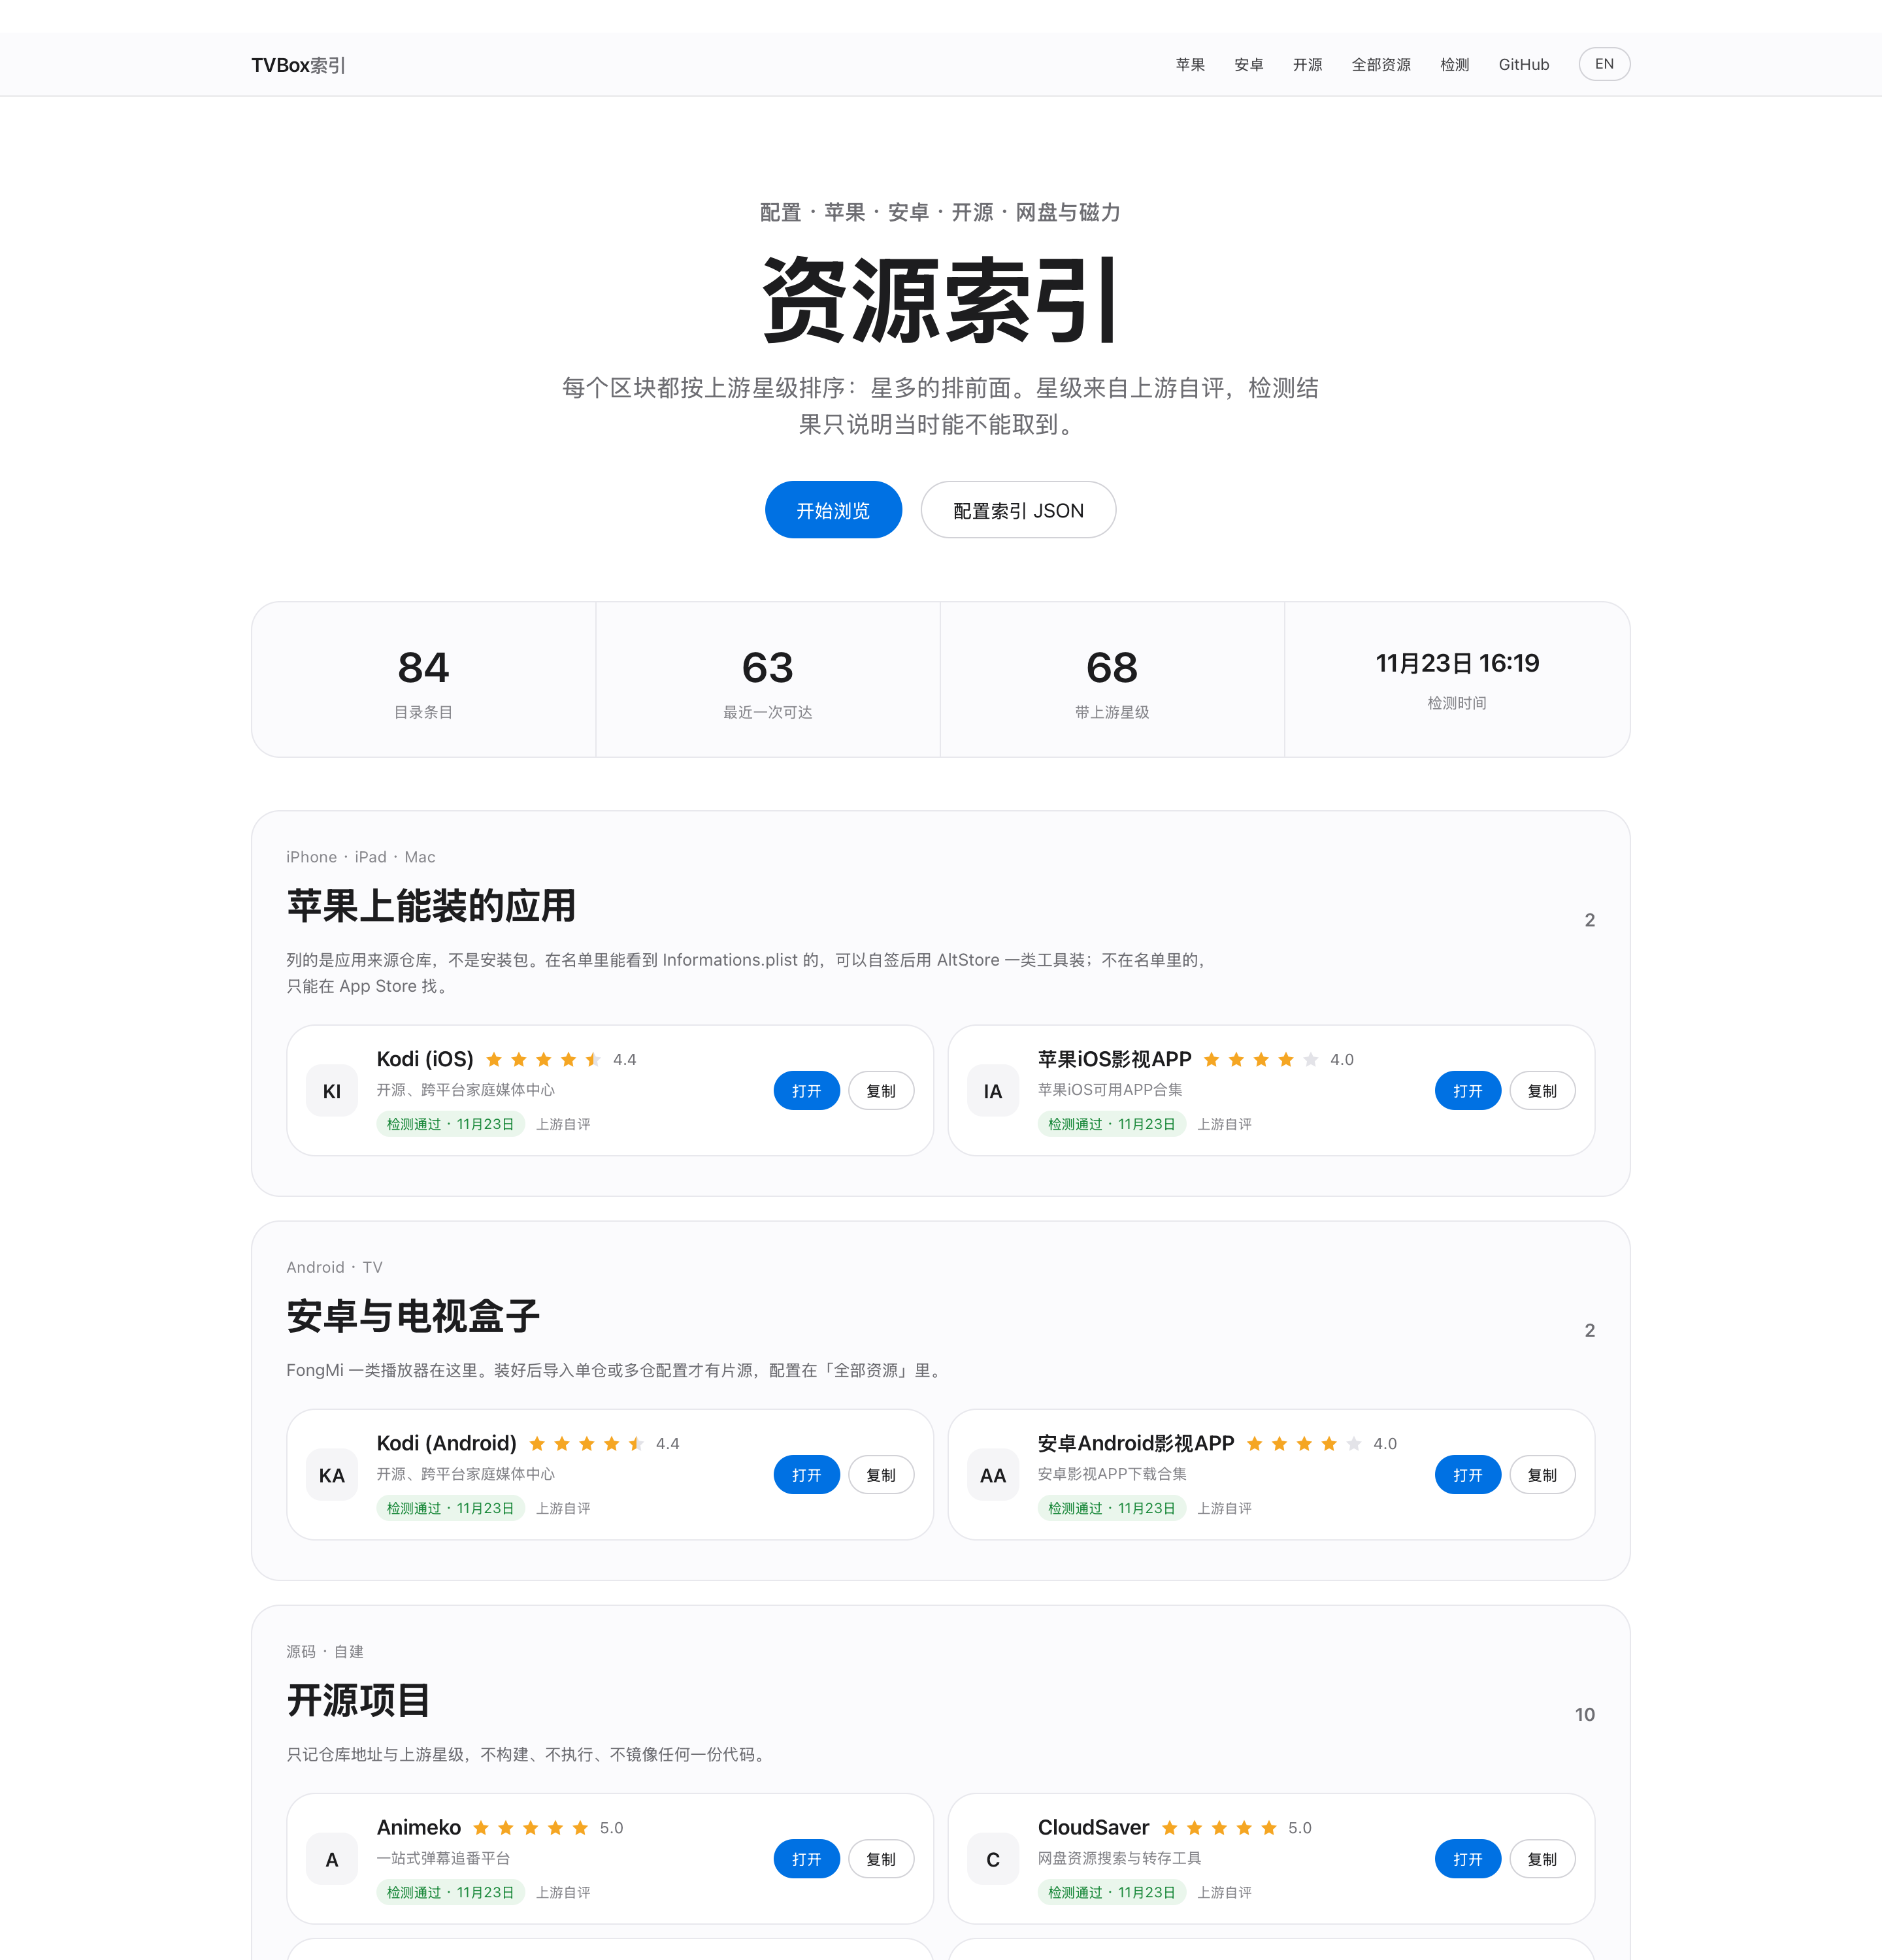 TVBox索引
苹果
安卓
开源
全部资源
检测
GitHub
EN
配置 · 苹果 · 安卓 · 开源 · 网盘与磁力
资源索引
每个区块都按上游星级排序：星多的排前面。星级来自上游自评，检测结
果只说明当时能不能取到。
开始浏览
配置索引 JSON
84
目录条目
63
最近一次可达
68
带上游星级
11月23日 16:19
检测时间
iPhone · iPad · Mac
苹果上能装的应用
2
列的是应用来源仓库，不是安装包。在名单里能看到 Informations.plist 的，可以自签后用 AltStore 一类工具装；不在名单里的，
只能在 App Store 找。
KI
Kodi (iOS)
4.4
开源、跨平台家庭媒体中心
检测通过 · 11月23日
上游自评
打开
复制
IA
苹果iOS影视APP
4.0
苹果iOS可用APP合集
检测通过 · 11月23日
上游自评
打开
复制
Android · TV
安卓与电视盒子
2
FongMi 一类播放器在这里。装好后导入单仓或多仓配置才有片源，配置在「全部资源」里。
KA
Kodi (Android)
4.4
开源、跨平台家庭媒体中心
检测通过 · 11月23日
上游自评
打开
复制
AA
安卓Android影视APP
4.0
安卓影视APP下载合集
检测通过 · 11月23日
上游自评
打开
复制
源码 · 自建
开源项目
10
只记仓库地址与上游星级，不构建、不执行、不镜像任何一份代码。
A
Animeko
5.0
一站式弹幕追番平台
检测通过 · 11月23日
上游自评
打开
复制
C
CloudSaver
5.0
网盘资源搜索与转存工具
检测通过 · 11月23日
上游自评
打开
复制